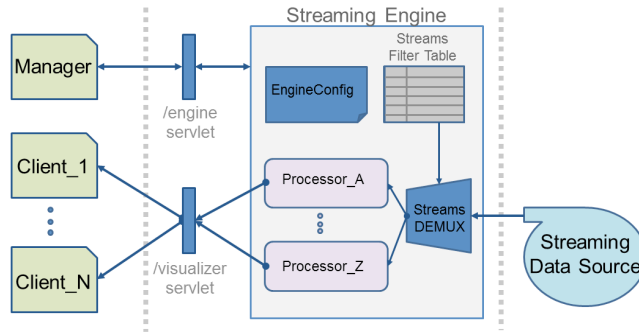 Streaming Engine
Manager
/engine
servlet
EngineConfig
Streams
Filter Table
Client_1
Client_N
/visualizer
servlet
Processor_A
Processor_Z
Streams
DEMUX
Streaming
Data Source